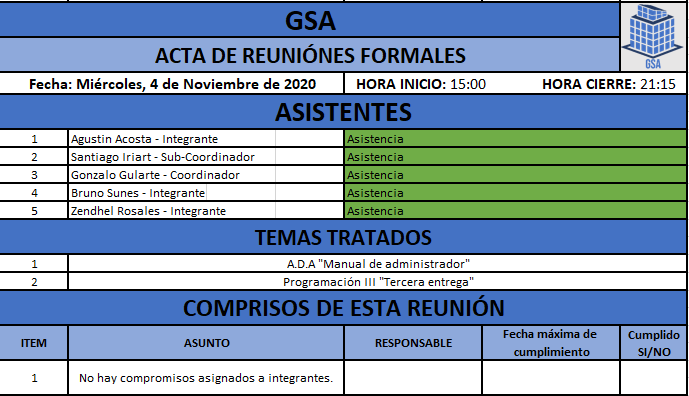 GSA
GSA
ACTA DE REUNIÓNES FORMALES
Fecha: Miércoles, 4 de Noviembre de 2020 HORA INICIO: 15:00 HORA CIERRE: 21:15
ASISTENTES
1 Agustin Acosta - Integrante Asistencia
2 Santiago Iriart - Sub-Coordinador Asistencia
3 Gonzalo Gularte - Coordinador Asistencia
4 Bruno Sunes - Integrante Asistencia
5 Zendhel Rosales - Integrante Asistencia
TEMAS TRATADOS
1 A.D.A "Manual de administrador"
2 Programación III "Tercera entrega"
COMPRISOS DE ESTA REUNIÓN
ITEM ASUNTO RESPONSABLE Fecha máxima de cumplimiento Cumplido SI/NO
1 No hay compromisos asignados a integrantes.